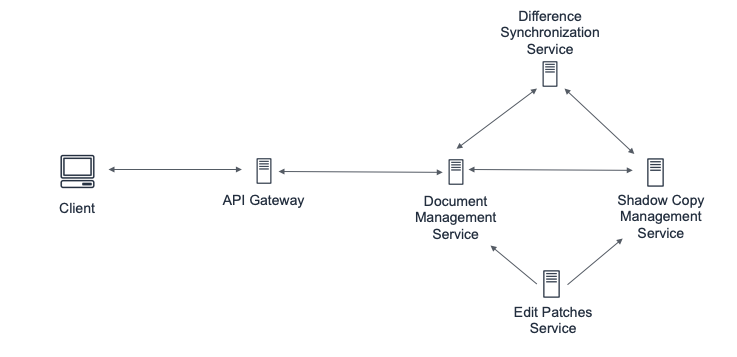 Difference
Synchronization
Service
Client
API Gateway
Document
Management
Service
Shadow Copy
Management
Service
Edit Patches
Service